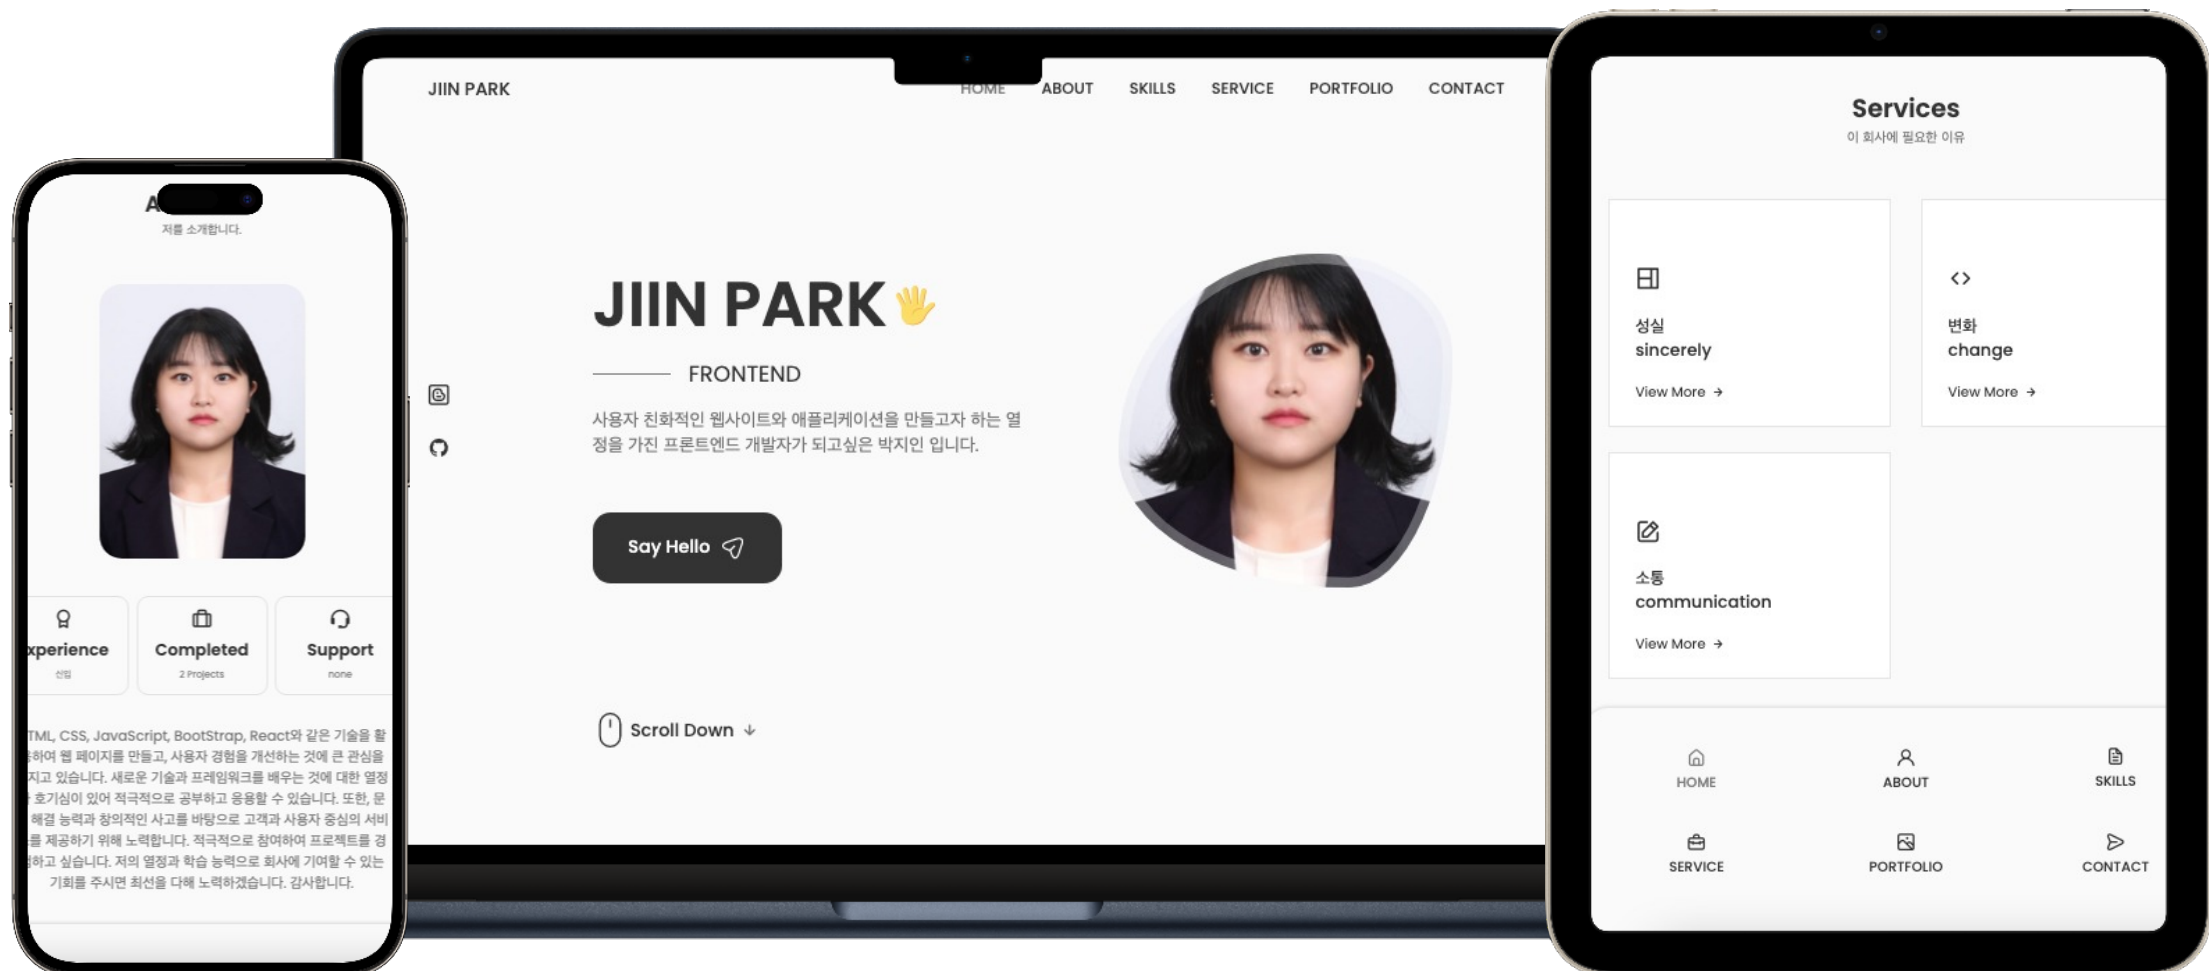 저를 소개합니다.
Completed
Support
신입
2 Projects
none
HTML, CSS, JavaScript, BootStrap, React와 같은 기술을 활
하여 웹 페이지를 만들고, 사용자 경험을 개선하는 것에 큰 관심을
지고 있습니다. 새로운 기술과 프레임워크를 배우는 것에 대한 열정
호기심이 있어 적극적으로 공부하고 응용할 수 있습니다. 또한, 문
해결 능력과 창의적인 사고를 바탕으로 고객과 사용자 중심의 서비
를 제공하기 위해 노력합니다. 적극적으로 참여하여 프로젝트를 경
하고 싶습니다. 저의 열정과 학습 능력으로 회사에 기여할 수 있는
기회를 주시면 최선을 다해 노력하겠습니다. 감사합니다.
JIIN PARK
HOME ABOUT SKILLS SERVICE PORTFOLIO CONTACT
JIIN PARK🖐
FRONTEND
사용자 친화적인 웹사이트와 애플리케이션을 만들고자 하는 열
정을 가진 프론트엔드 개발자가 되고싶은 박지인 입니다.
Say Hello
Scroll Down ↓
Services
이 회사에 필요한 이유
성실
sincerely
View More →
변화
change
View More →
소통
communication
View More →
HOME ABOUT SKILLS
SERVICE PORTFOLIO CONTACT